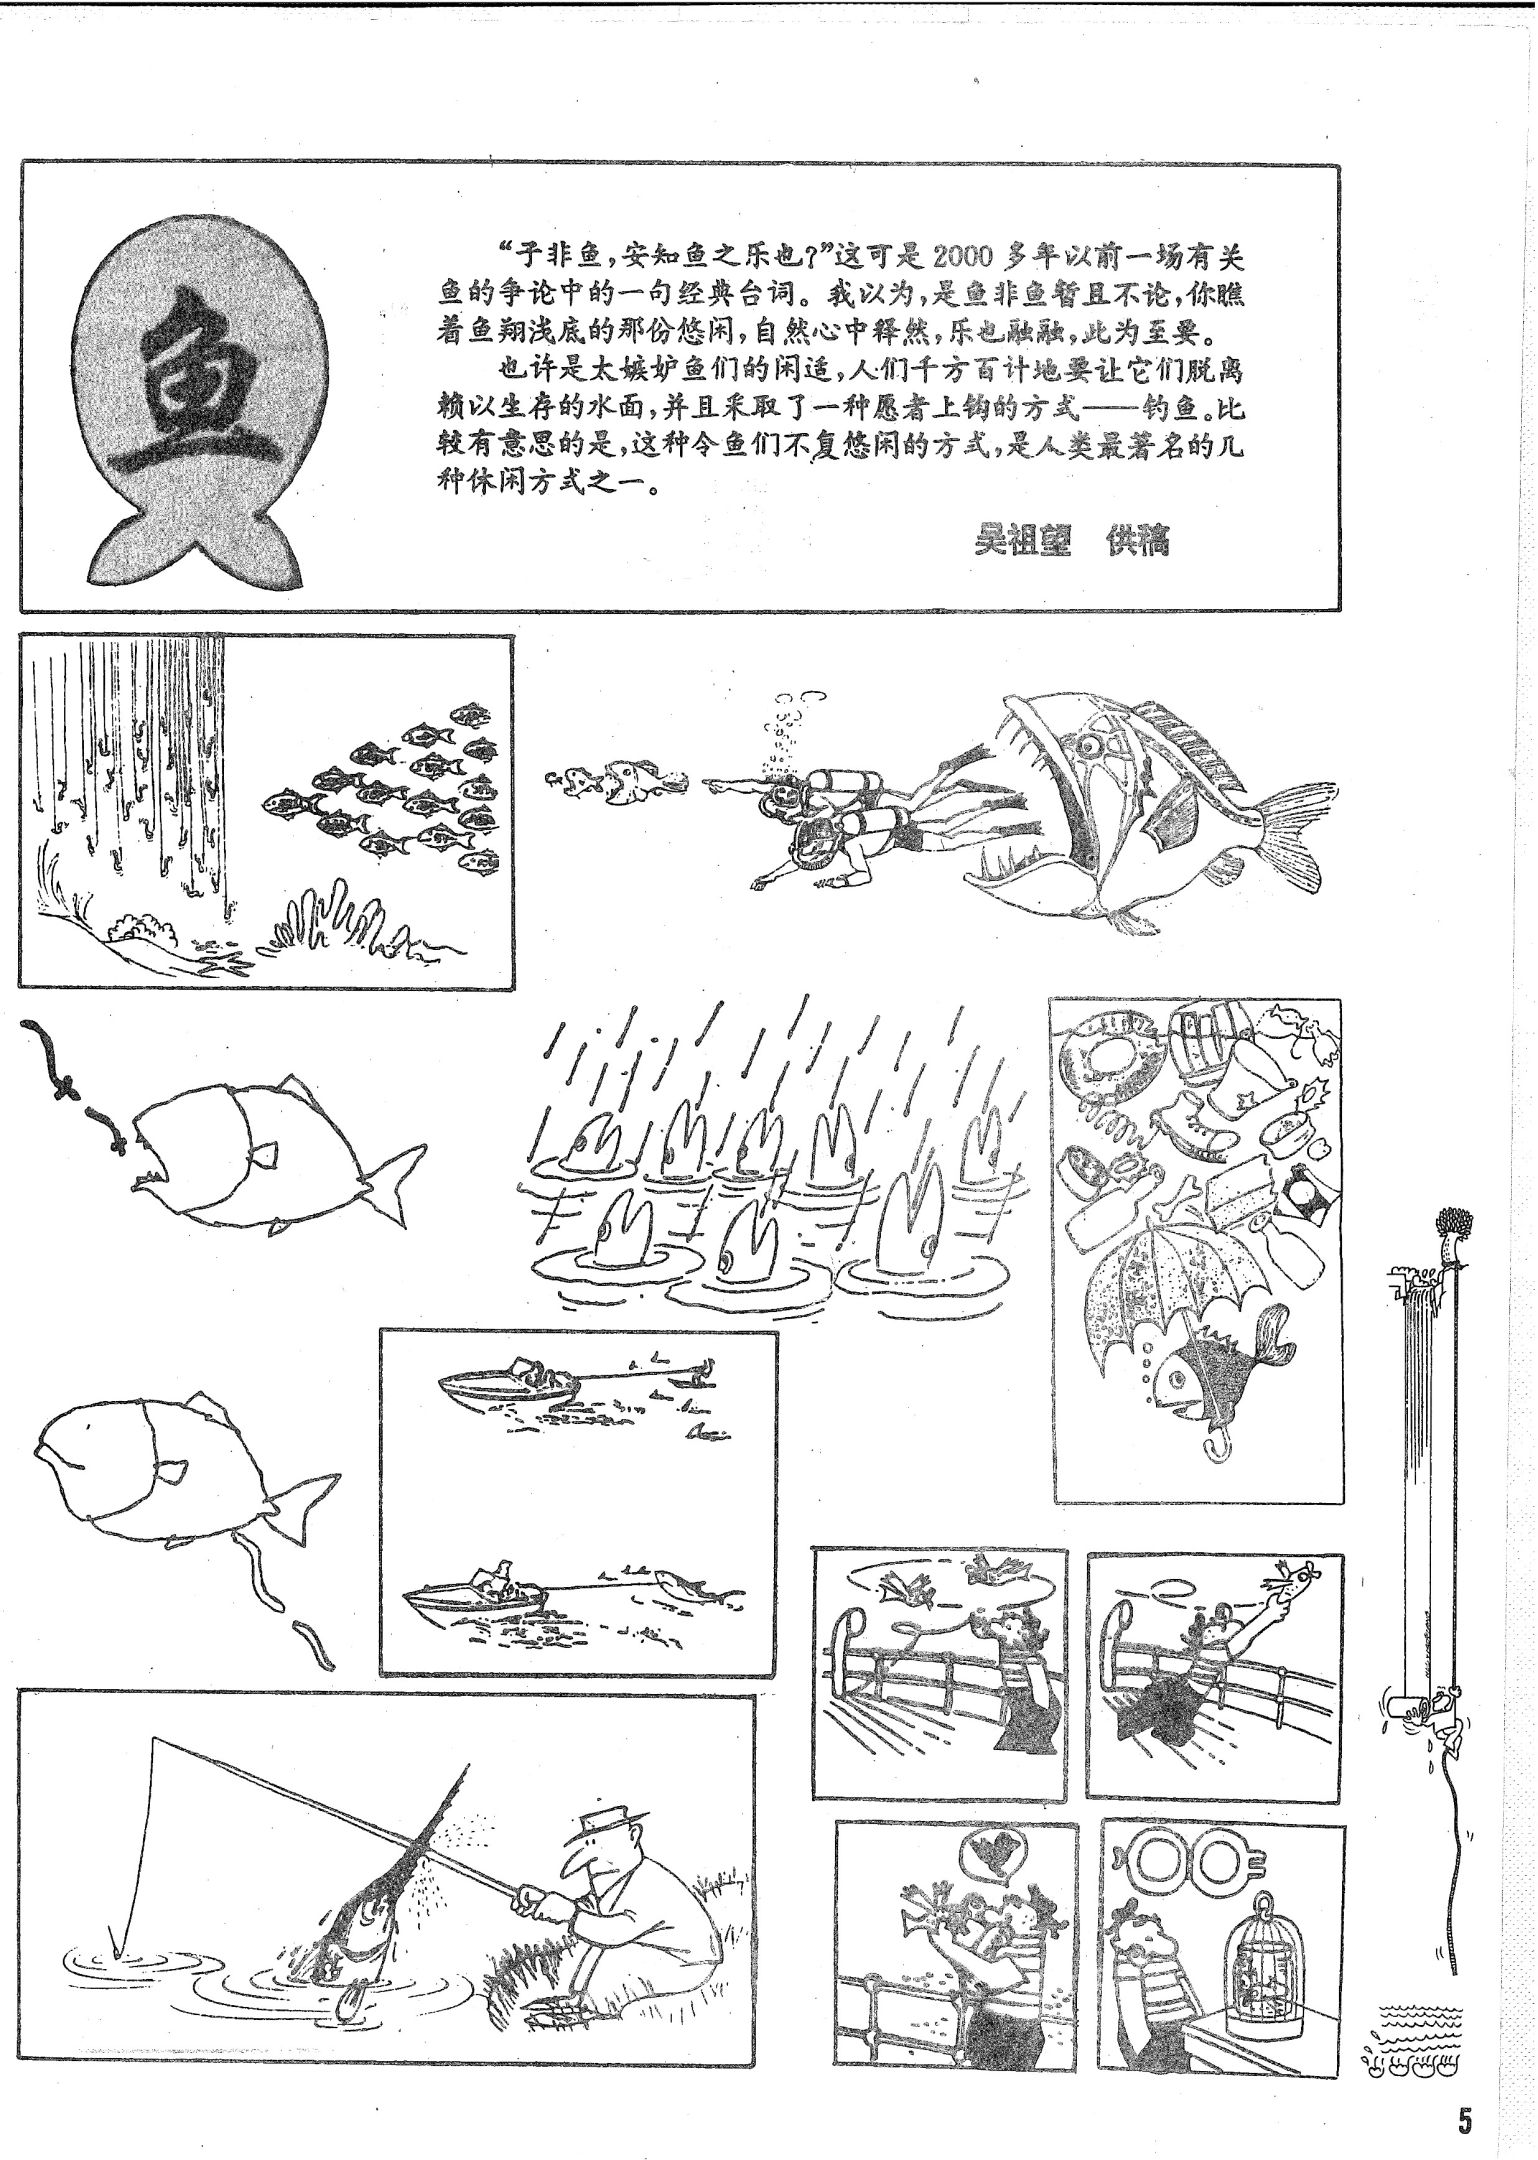 鱼
“子非鱼,安知鱼之乐也?”这可是2000多年以前一场有关
鱼的争论中的一句经典台词。我以为,是鱼非鱼暂且不论,你瞧
着鱼翔浅底的那份悠闲,自然心中释然,乐也融融,此为至要。
也许是太嫉妒鱼们的闲适,人们千方百计地要让它们脱离
赖以生存的水面,并且采取了一种愿者上钩的方式——钓鱼。比
较有意思的是,这种令鱼们不复悠闲的方式,是人类最著名的几
种休闲方式之一。
吴祖望 供稿
5